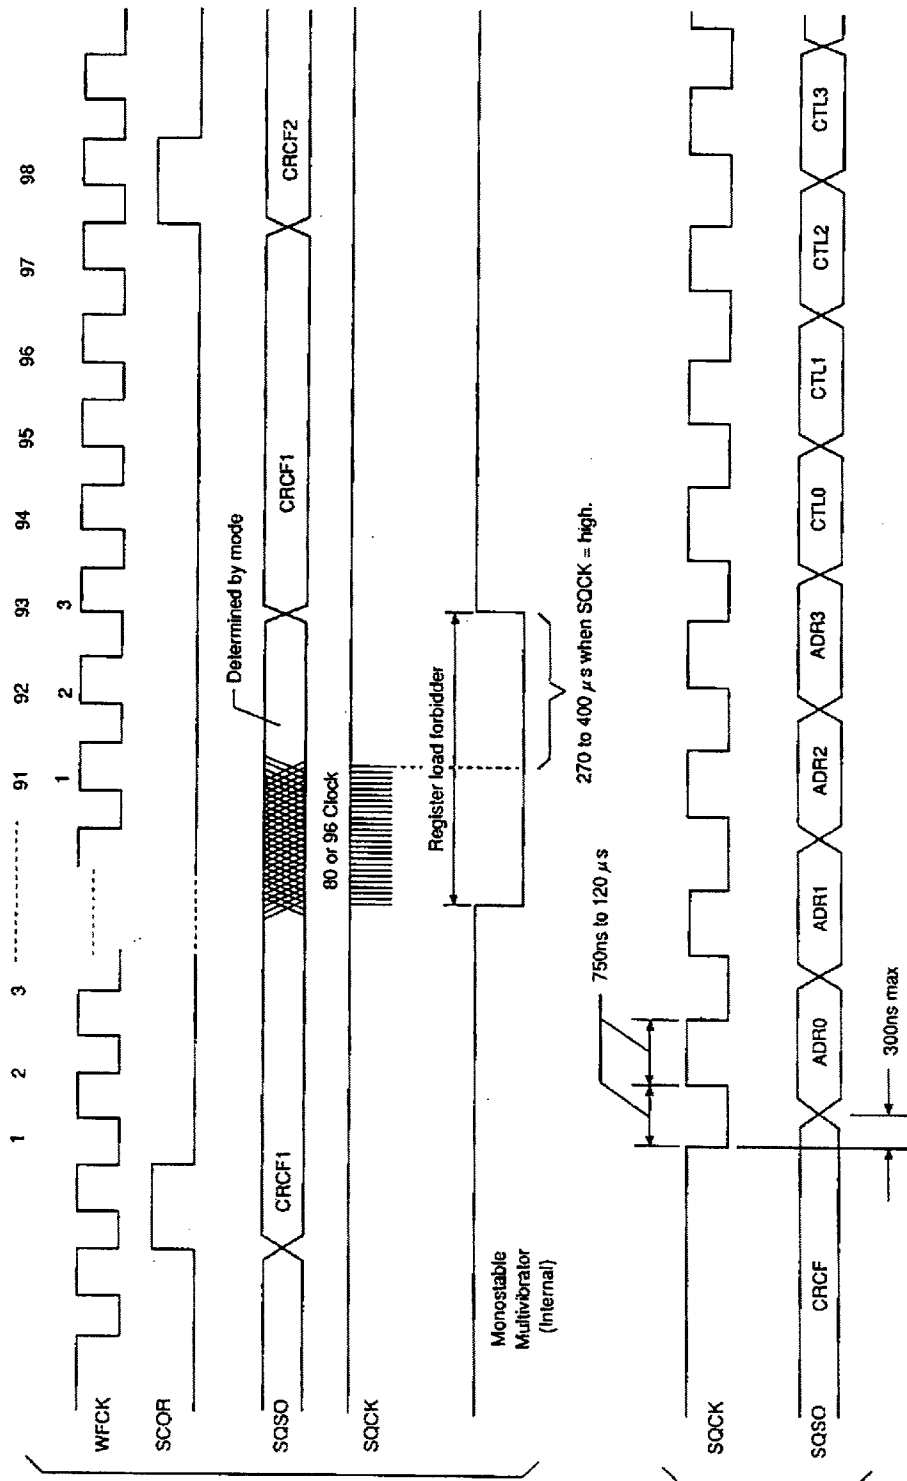 1 2 3 91 92 93 94 95 96 97 98
1 2 3
WFCK
SCOR
SQSO
CRCF1
Determined by mode
CRCF1
CRCF2
80 or 96 Clock
SQCK
Monostable
Multivibrator
(Internal)
Register load forbidder
270 to 400 μs when SQCK = high.
750ns to 120 μs
SQCK
SQSO
CRCF
ADR0
ADR1
ADR2
ADR3
CTL0
CTL1
CTL2
CTL3
300ns max